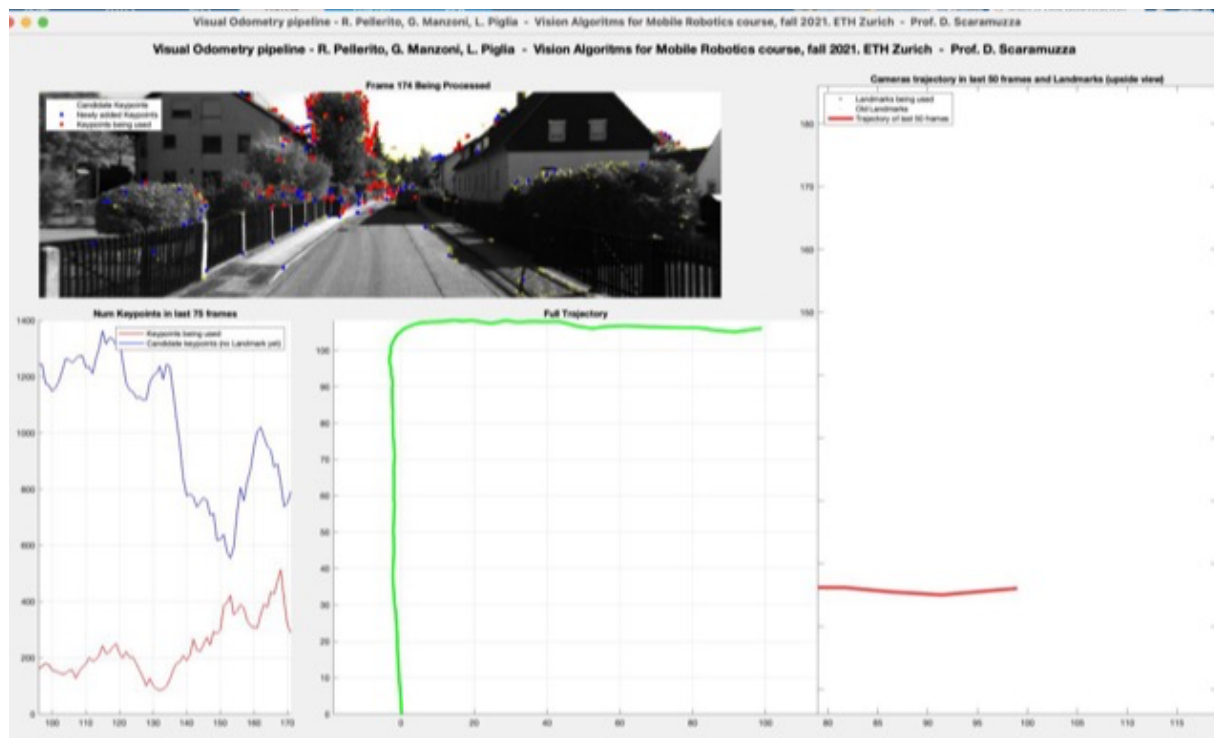 Visual Odometry pipeline - R. Pellerito, G. Manzoni, L. Piglia - Vision Algoritms for Mobile Robotics course, fall 2021. ETH Zurich - Prof. D. Scaramuzza
Visual Odometry pipeline - R. Pellerito, G. Manzoni, L. Piglia - Vision Algoritms for Mobile Robotics course, fall 2021. ETH Zurich - Prof. D. Scaramuzza
Frame 174 Being Processed
Candidate Keypoints
Newly added Keypoints
Keypoints being used
Cameras trajectory in last 50 frames and Landmarks (upside view)
Landmarks being used
Old Landmarks
Trajectory of last 50 frames
180
170
160
150
80 85 90 95 100 105 110 115
Num Keypoints in last 75 frames
Keypoints being used
Candidate keypoints (no Landmark yet)
1400
1200
1000
800
600
400
200
0
100 110 120 130 140 150 160 170
Full Trajectory
100
90
80
70
60
50
40
30
20
10
0 20 40 60 80 100